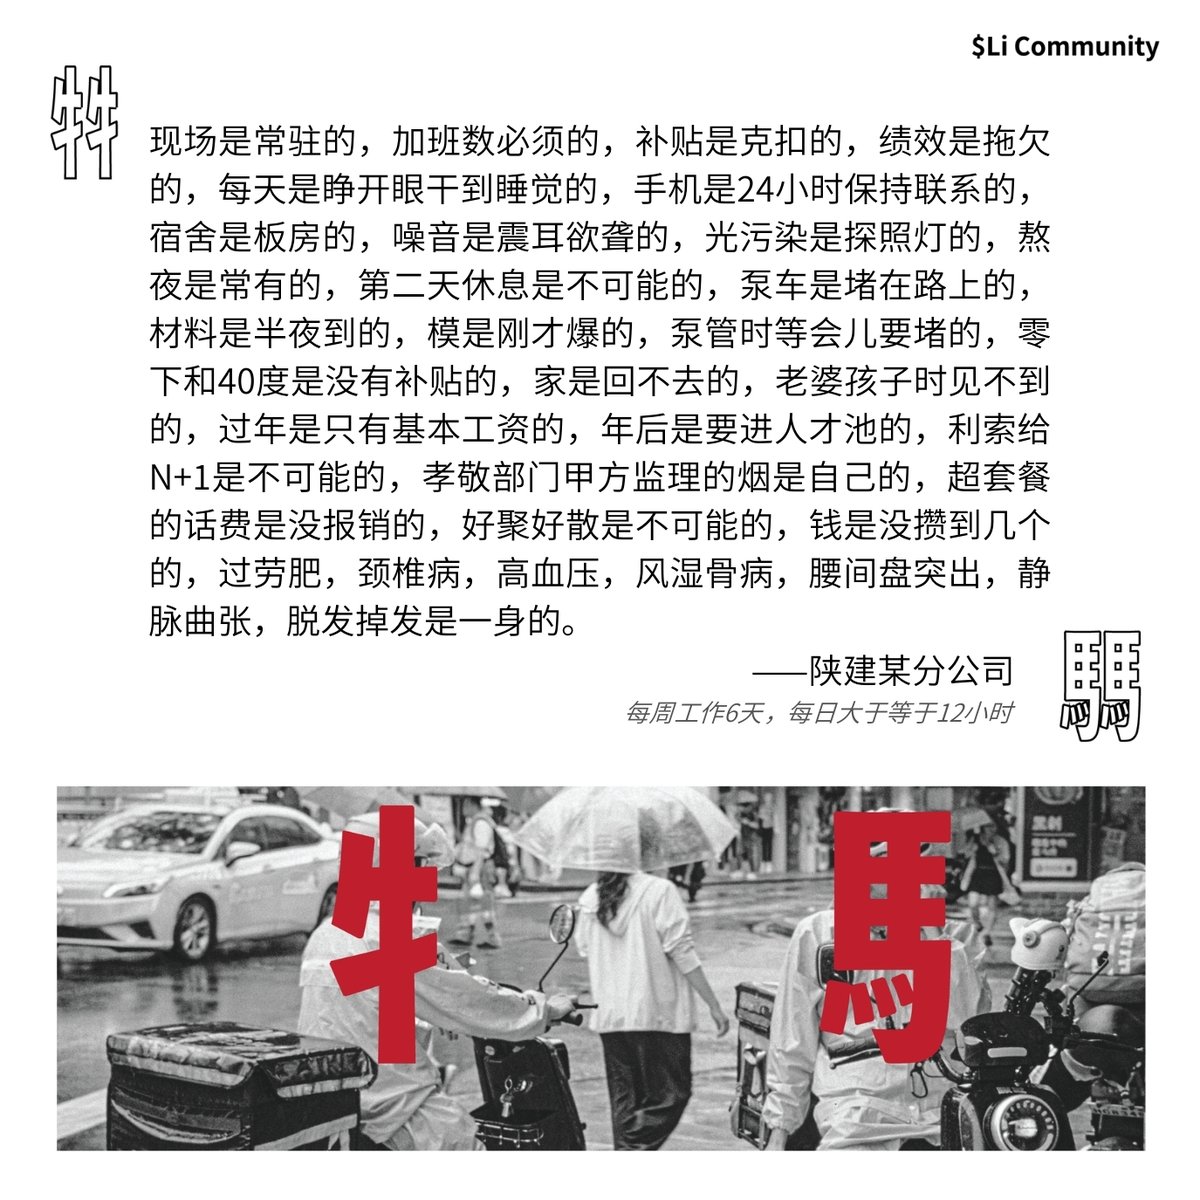 $Li Community
牛牛
现场是常驻的，加班数必须的，补贴是克扣的，绩效是拖欠
的，每天是睁开眼干到睡觉的，手机是24小时保持联系的，
宿舍是板房的，噪音是震耳欲聋的，光污染是探照灯的，熬
夜是常有的，第二天休息是不可能的，泵车是堵在路上的，
材料是半夜到的，模是刚才爆的，泵管时等会儿要堵的，零
下和40度是没有补贴的，家是回不去的，老婆孩子时见不到
的，过年是只有基本工资的，年后是要进人才池的，利索给
N+1是不可能的，孝敬部门甲方监理的烟是自己的，超套餐
的话费是没报销的，好聚好散是不可能的，钱是没攒到几个
的，过劳肥，颈椎病，高血压，风湿骨病，腰间盘突出，静
脉曲张，脱发掉发是一身的。
——陕建某分公司
每周工作6天，每日大于等于12小时
馬馬
牛 馬